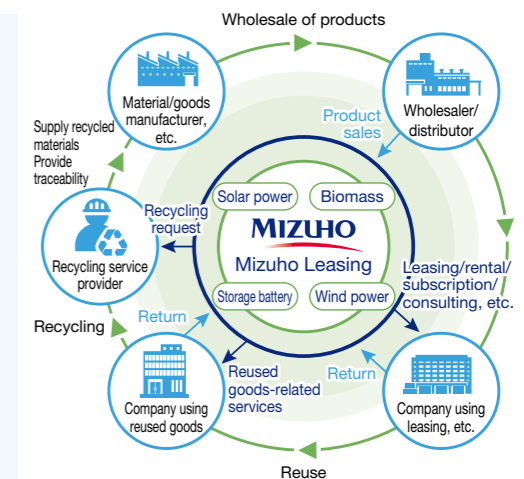 Wholesale of products
Material/goods
manufacturer,
etc.
Wholesaler/
distributor
Product
sales
Supply recycled
materials
Provide
traceability
Solar power
Biomass
Recycling
request
MIZUHO
Mizuho Leasing
Recycling service
provider
Leasing/rental/
subscription/
consulting, etc.
Storage battery
Wind power
Recycling
Return
Reused
goods-related
services
Return
Company using
reused goods
Company using
leasing, etc.
Reuse